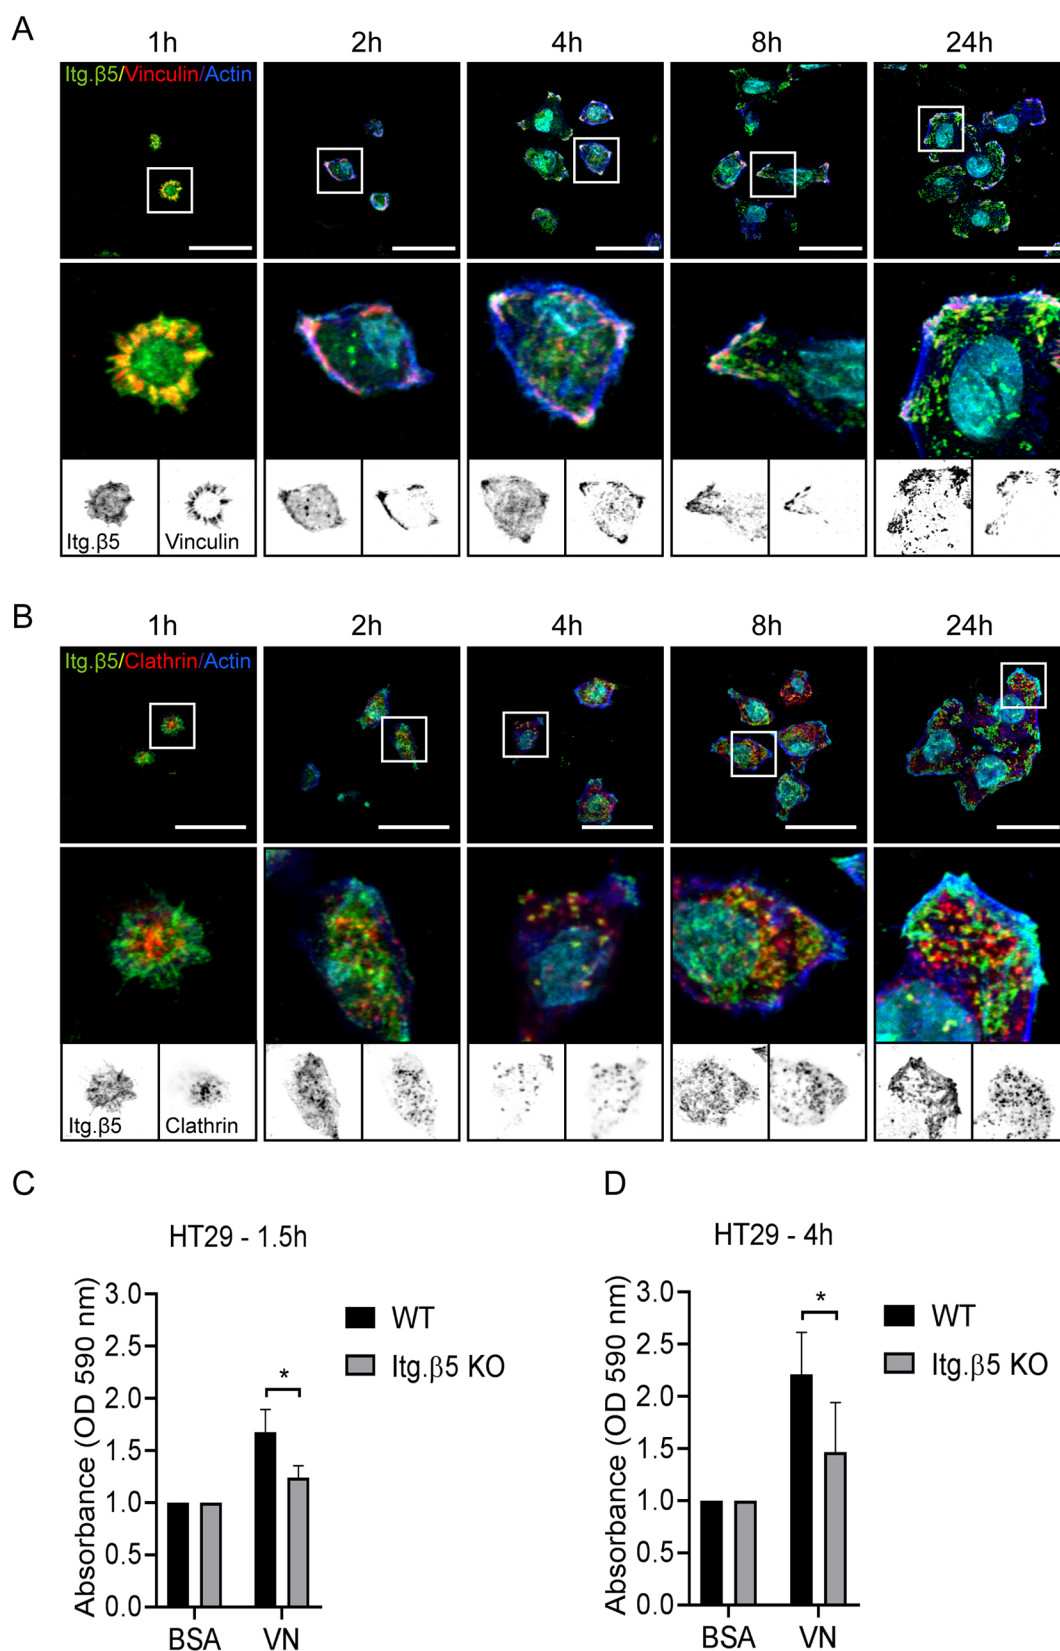 A
1h 2h 4h 8h 24h
Itg.β5/Vinculin/Actin
Itg.β5 Vinculin
B
1h 2h 4h 8h 24h
Itg.β5/Clathrin/Actin
Itg.β5 Clathrin
C
HT29 - 1.5h
Absorbance (OD 590 nm)
3.0
2.5
2.0
1.5
1.0
0.5
0.0
*
BSA VN
WT
Itg.β5 KO
D
HT29 - 4h
Absorbance (OD 590 nm)
3.0
2.5
2.0
1.5
1.0
0.5
0.0
*
BSA VN
WT
Itg.β5 KO